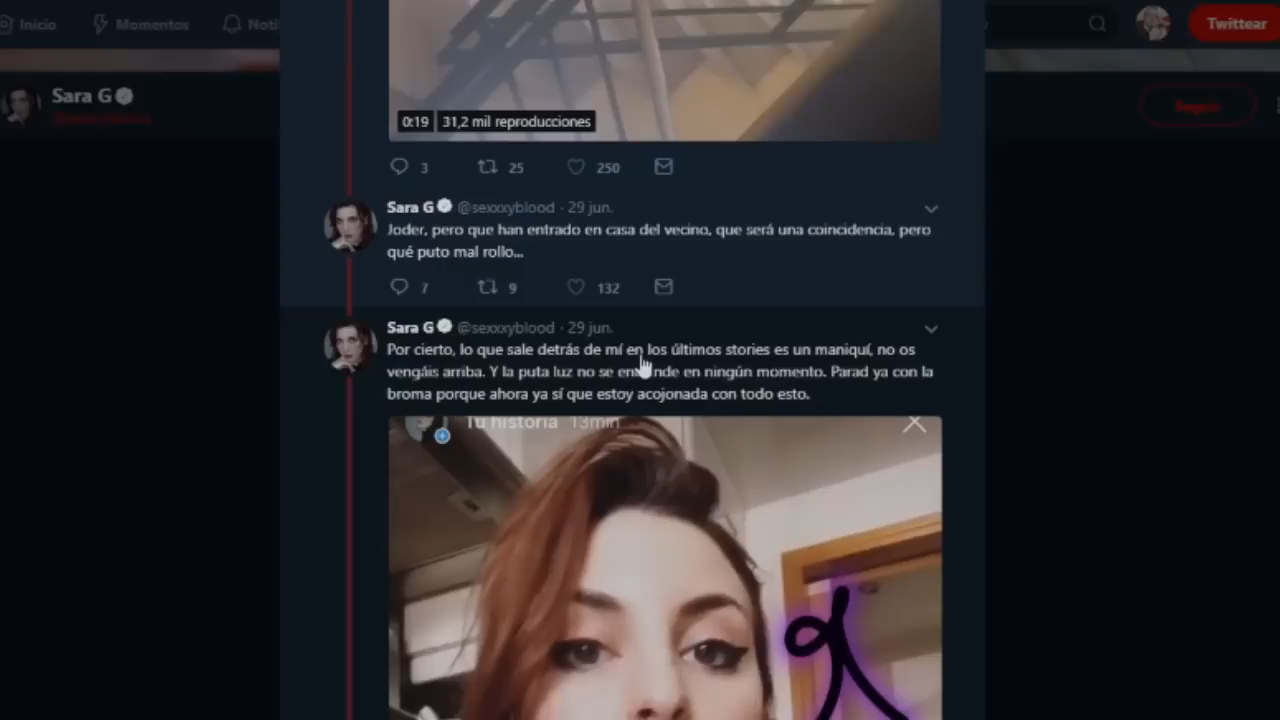 Inicio
Momentos
Noti
Twittear
Sara G
Seguir
0:19 31,2 mil reproducciones
3 25 250
Sara G @sexxxyblood · 29 jun.
Joder, pero que han entrado en casa del vecino, que será una coincidencia, pero
qué puto mal rollo...
7 9 132
Sara G @sexxxyblood · 29 jun.
Por cierto, lo que sale detrás de mí en los últimos stories es un maniquí, no os
vengáis arriba. Y la puta luz no se entiende en ningún momento. Parad ya con la
broma porque ahora ya sí que estoy acojonada con todo esto.
Tu historia 13min